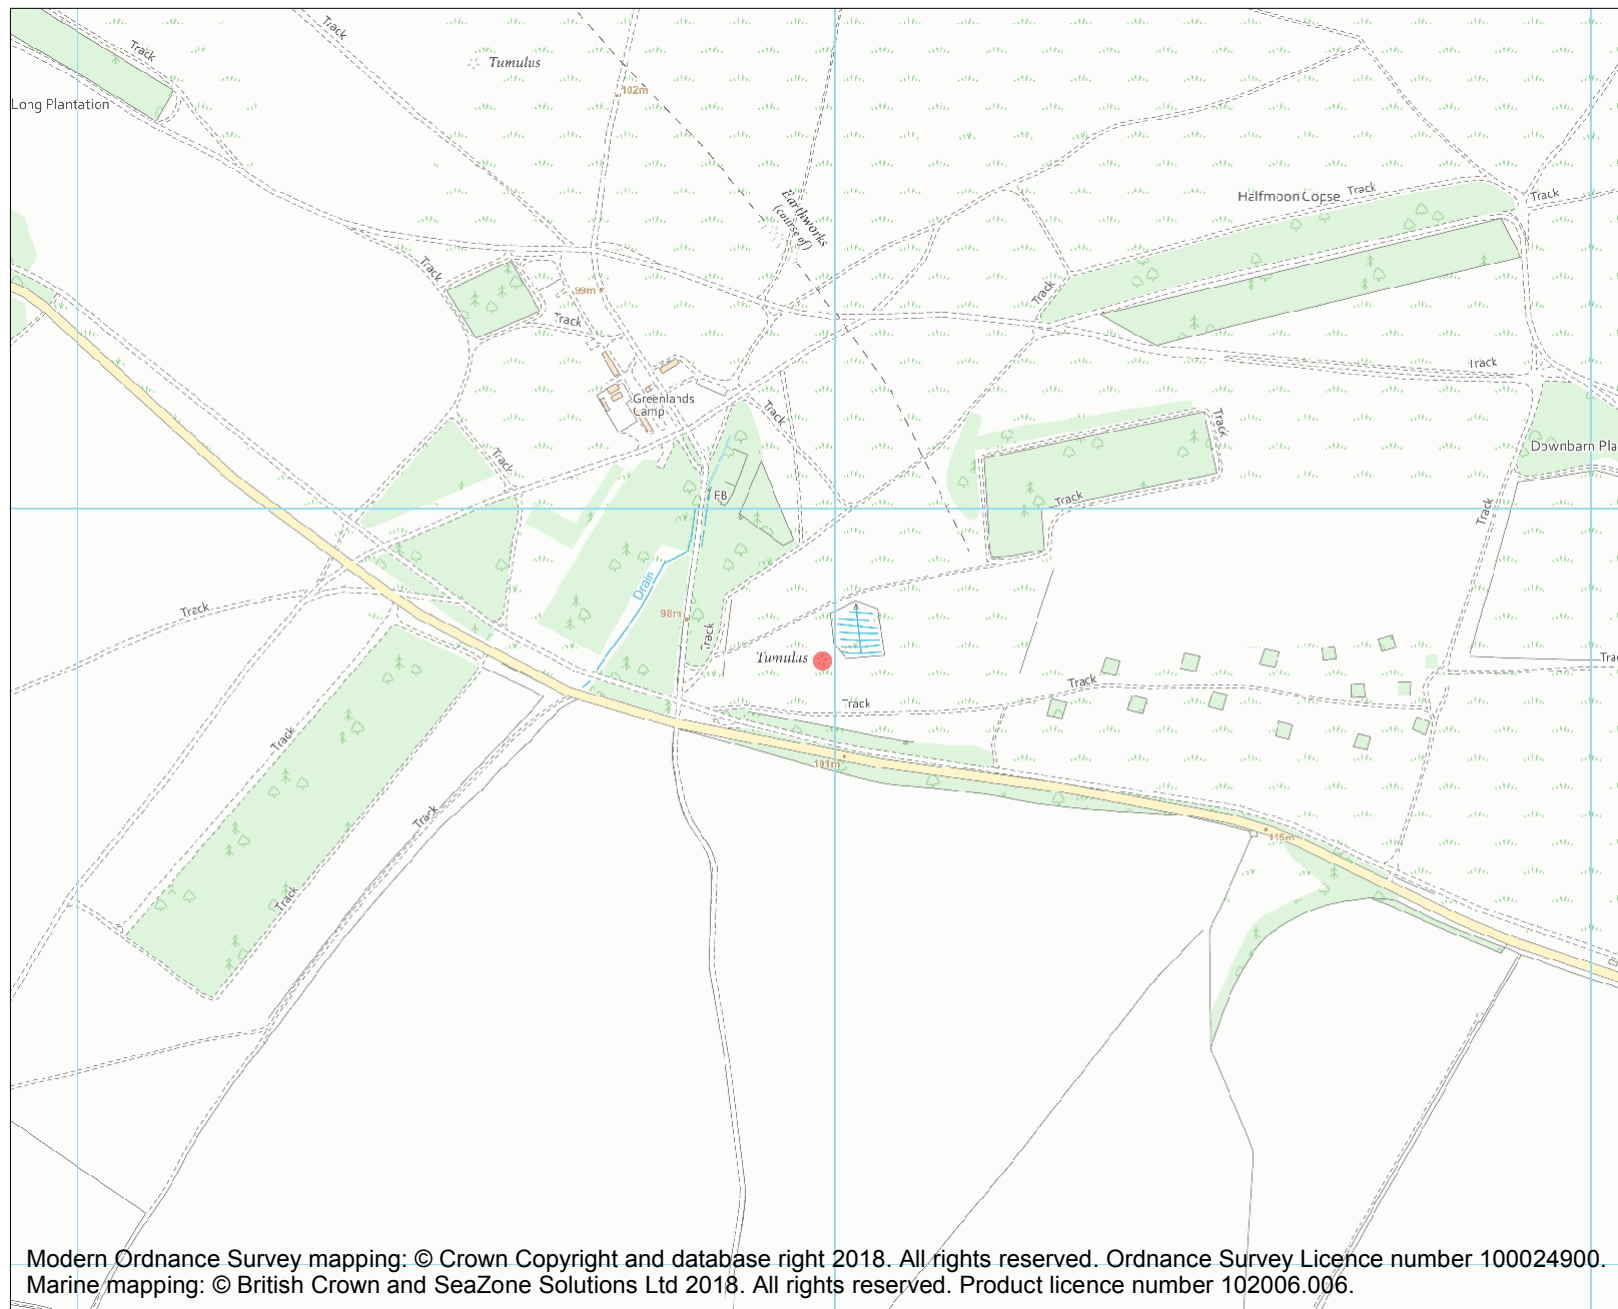 Track
Track
Tumulus
102m
Long Plantation
Halfmoon Copse
Track
Track
Earthworks
(course of)
Track
Track
99m
Track
Track
Greenlands
Camp
Track
Track
Downbarn Pla
Track
FB
Track
Track
Drain
Track
98m
Track
Tumulus
Track
Track
Tra
Track
101m
Track
115m
Track
Modern Ordnance Survey mapping: © Crown Copyright and database right 2018. All rights reserved. Ordnance Survey Licence number 100024900.
Marine mapping: © British Crown and SeaZone Solutions Ltd 2018. All rights reserved. Product licence number 102006.006.